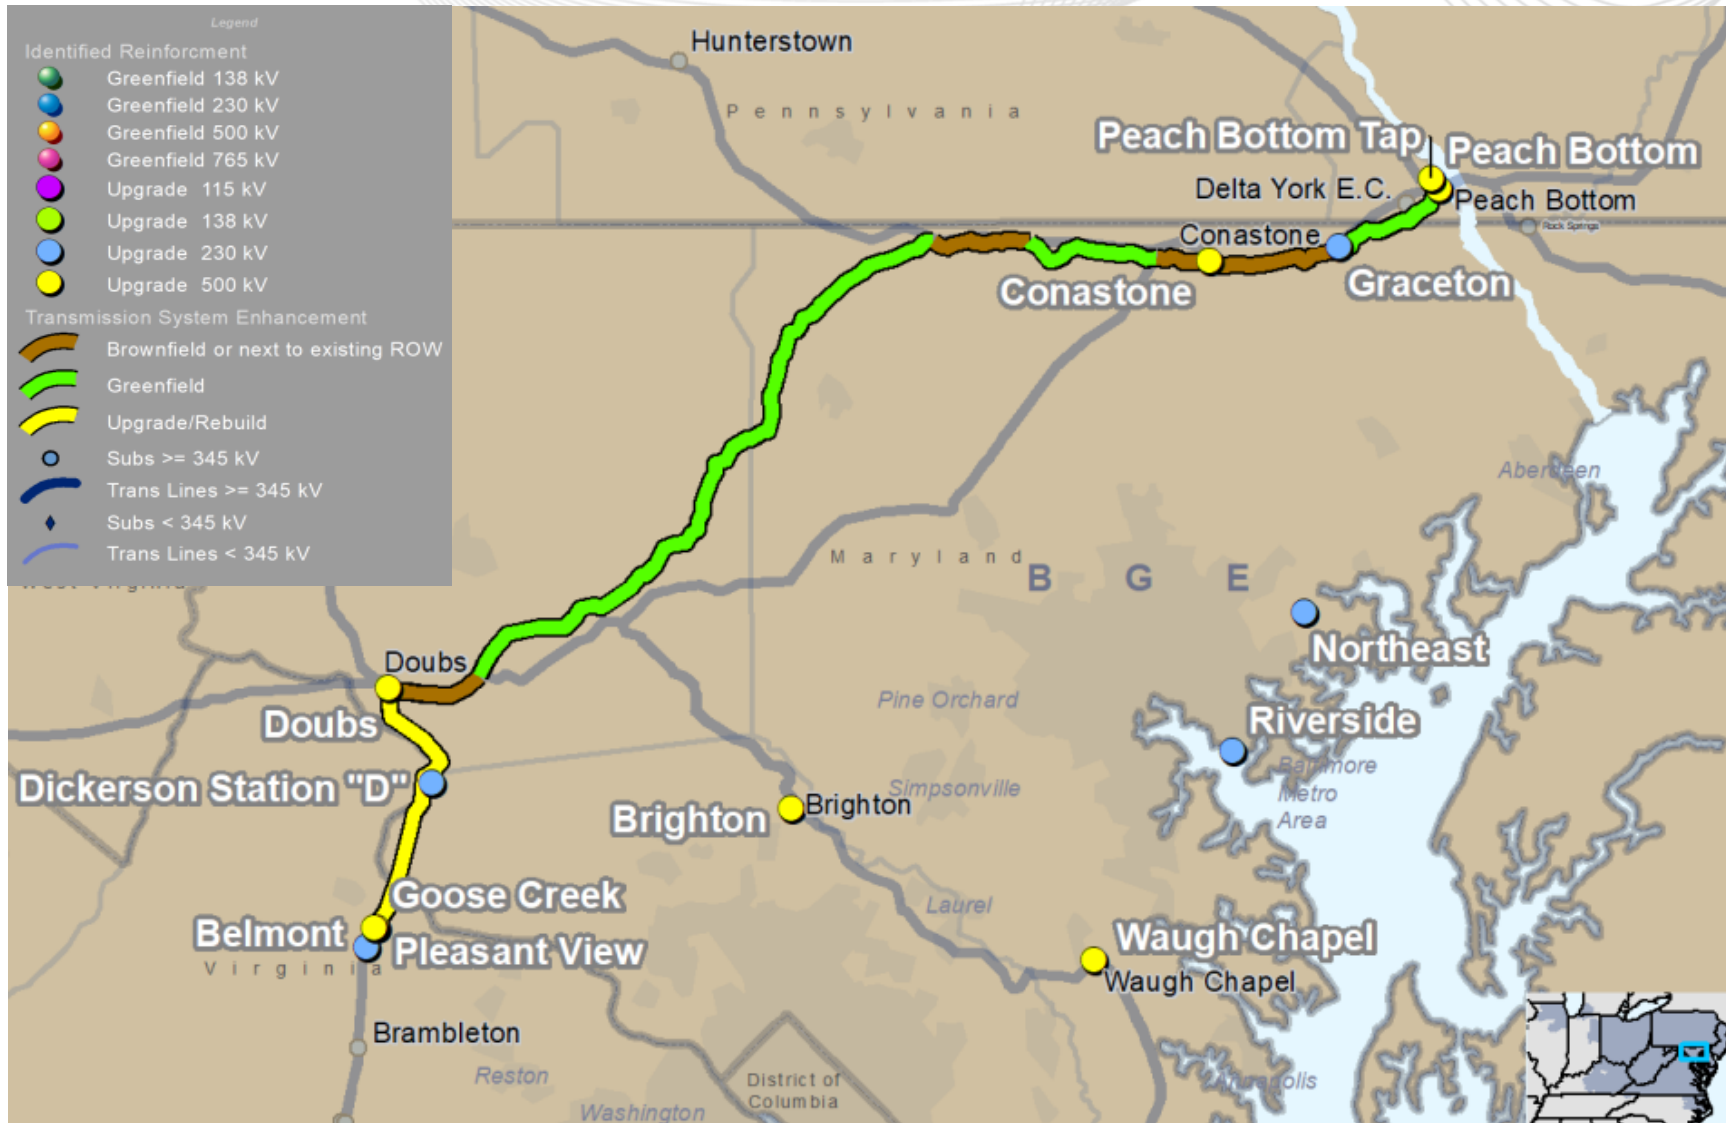 Legend
Identified Reinforcment
Greenfield 138 kV
Greenfield 230 kV
Greenfield 500 kV
Greenfield 765 kV
Upgrade 115 kV
Upgrade 138 kV
Upgrade 230 kV
Upgrade 500 kV
Transmission System Enhancement
Brownfield or next to existing ROW
Greenfield
Upgrade/Rebuild
Subs >= 345 kV
Trans Lines >= 345 kV
Subs < 345 kV
Trans Lines < 345 kV
Hunterstown
Pennsylvania
Peach Bottom Tap
Peach Bottom
Delta York E.C.
Peach Bottom
Rock Springs
Conastone
Conastone
Graceton
Aberdeen
Maryland
BGE
West Virginia
Northeast
Doubs
Doubs
Pine Orchard
Riverside
Baltimore
Metro
Area
Dickerson Station "D"
Simpsonville
Brighton
Brighton
Goose Creek
Laurel
Belmont
Pleasant View
Virginia
Waugh Chapel
Waugh Chapel
Brambleton
Reston
District of
Columbia
Annapolis
Washington